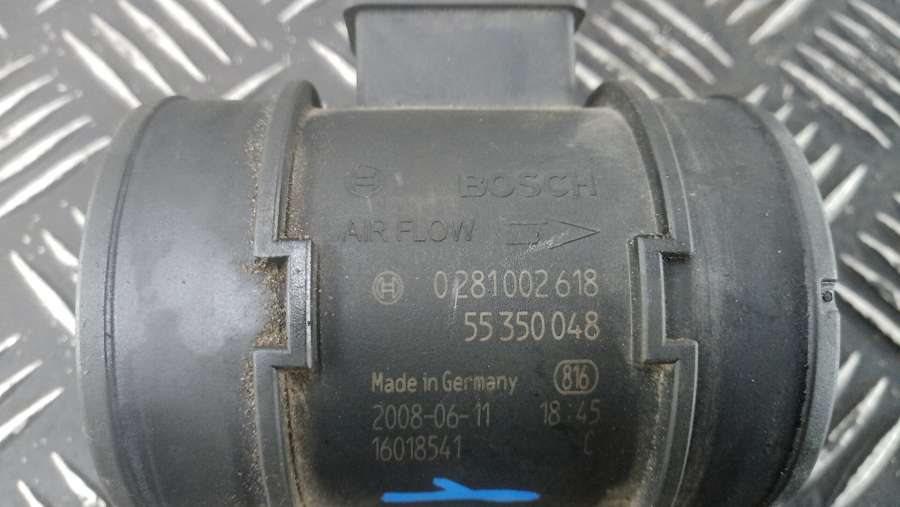 BOSCH
AIR FLOW
0281002618
55350048
Made in Germany 816
2008-06-11 18:45
16018541 C